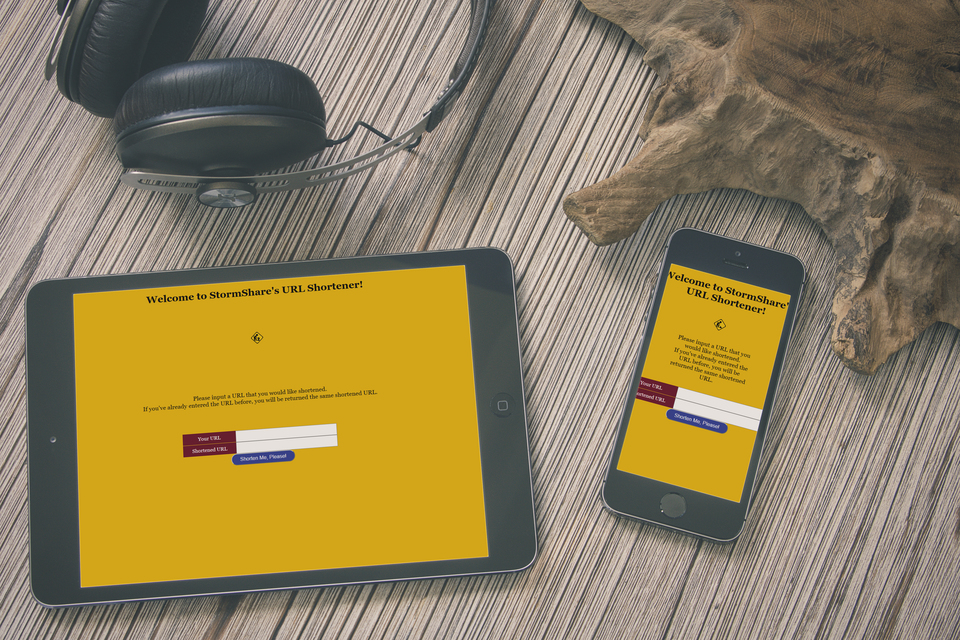 Welcome to StormShare's URL Shortener!
Please input a URL that you would like shortened.
If you've already entered the URL before, you will be returned the same shortened URL.
Your URL
Shortened URL
Shorten Me, Please!
Welcome to StormShare'
URL Shortener!
Please input a URL that you
would like shortened.
If you've already entered the
URL before, you will be
returned the same shortened
URL.
Your URL
ortened URL
Shorten Me, Please!